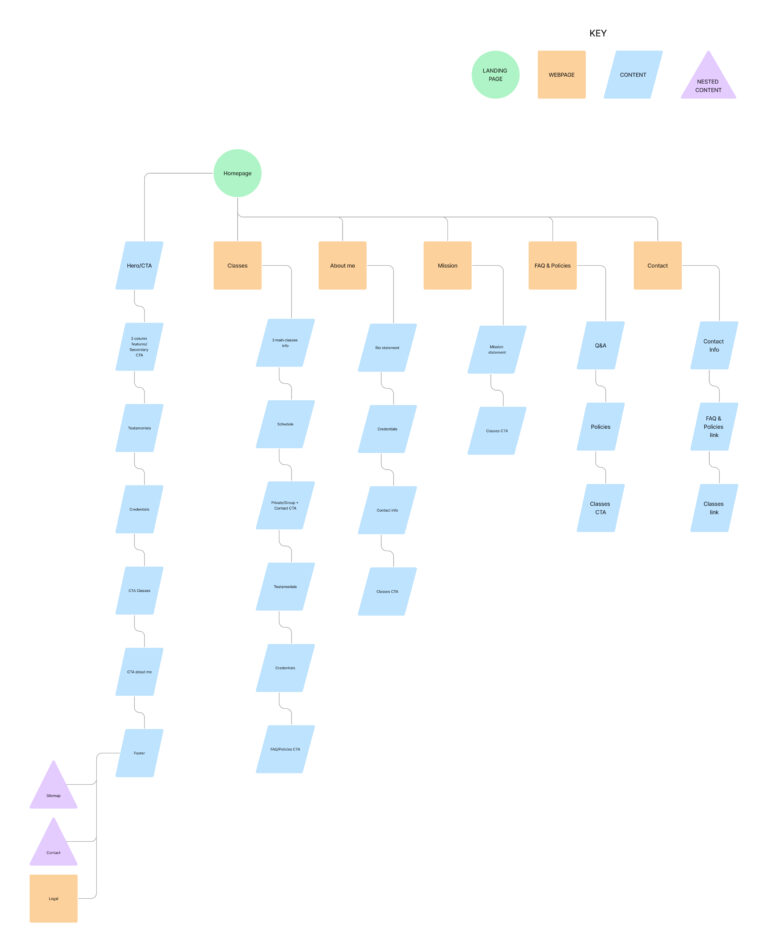 KEY
LANDING
PAGE
WEBPAGE
CONTENT
NESTED
CONTENT
Homepage
Hero/CTA
Classes
About me
Mission
FAQ & Policies
Contact
3 column
featured
Secondary
CTA
3 main classes
info
Bio statement
Mission
statement
Q&A
Contact
Info
Testamonials
Schedule
Credentials
Classes CTA
Policies
FAQ &
Policies
link
Credentials
Private/Group +
Contact CTA
Contact info
Classes
CTA
Classes
link
CTA Classes
Testamonials
Classes CTA
CTA about me
Credentials
Footer
FAQ/Policies CTA
Sitemap
Contact
Legal